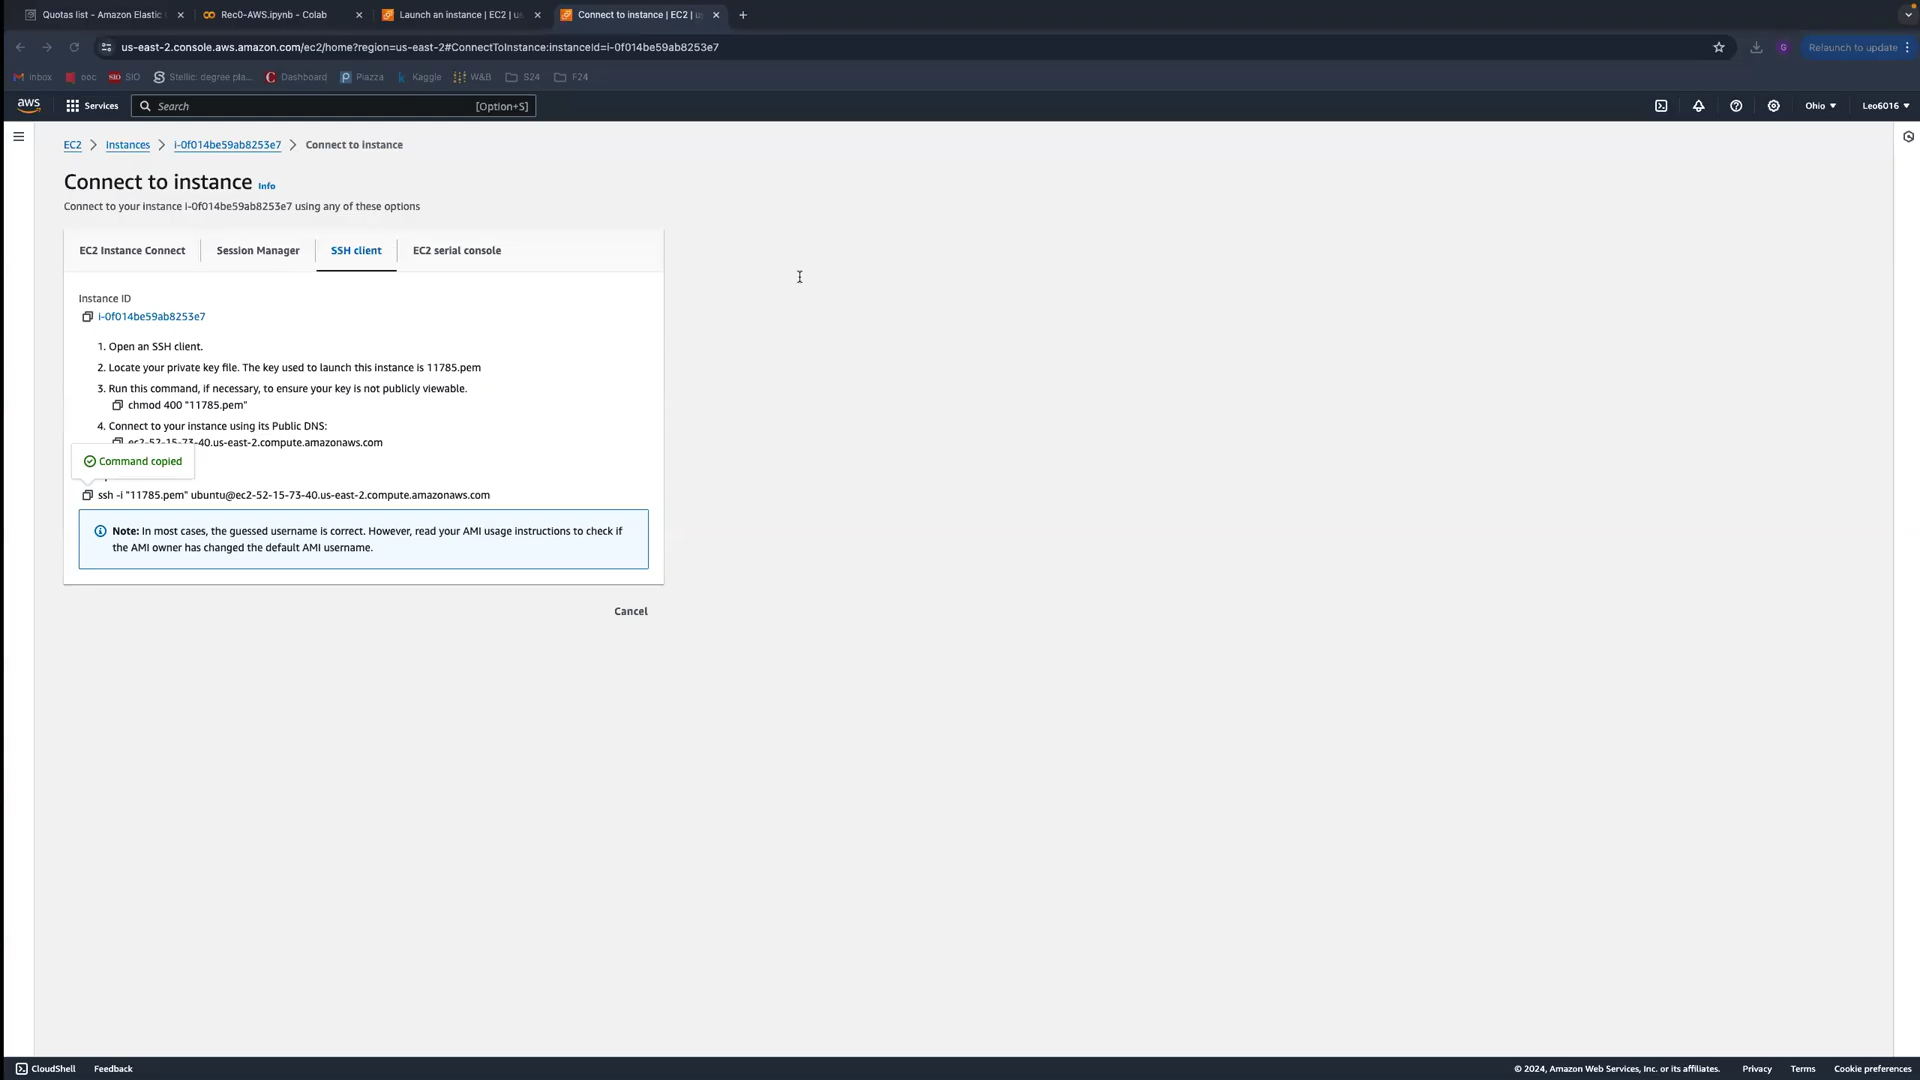 Quotas list - Amazon Elastic
Rec0-AWS.ipynb - Colab
Launch an instance | EC2 | us
Connect to instance | EC2 | u
us-east-2.console.aws.amazon.com/ec2/home?region=us-east-2#ConnectToInstance:instanceId=i-0f014be59ab8253e7
G
Relaunch to update
inbox
ooc
SIO
Stellic: degree pla...
Dashboard
Piazza
Kaggle
W&B
S24
F24
aws
Services
Search
[Option+S]
Ohio
Leo6016
EC2
Instances
i-0f014be59ab8253e7
Connect to instance
Connect to instance Info
Connect to your instance i-0f014be59ab8253e7 using any of these options
EC2 Instance Connect
Session Manager
SSH client
EC2 serial console
Instance ID
i-0f014be59ab8253e7
1. Open an SSH client.
2. Locate your private key file. The key used to launch this instance is 11785.pem
3. Run this command, if necessary, to ensure your key is not publicly viewable.
chmod 400 "11785.pem"
4. Connect to your instance using its Public DNS:
ec2-52-15-73-40.us-east-2.compute.amazonaws.com
Command copied
ssh -i "11785.pem" ubuntu@ec2-52-15-73-40.us-east-2.compute.amazonaws.com
Note: In most cases, the guessed username is correct. However, read your AMI usage instructions to check if
the AMI owner has changed the default AMI username.
Cancel
CloudShell
Feedback
© 2024, Amazon Web Services, Inc. or its affiliates.
Privacy
Terms
Cookie preferences